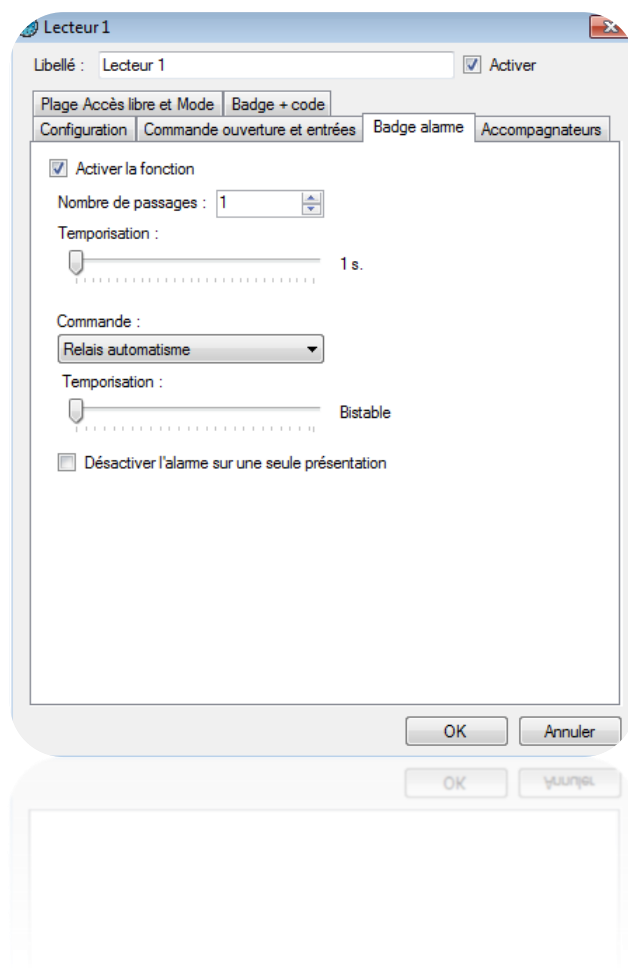 Lecteur 1
Libellé : Lecteur 1 Activer
Plage Accès libre et Mode Badge + code
Configuration Commande ouverture et entrées Badge alarme Accompagnateurs
Activer la fonction
Nombre de passages : 1
Temporisation :
1 s.
Commande :
Relais automatisme
Temporisation :
Bistable
Désactiver l'alarme sur une seule présentation
OK Annuler
OK Annuler